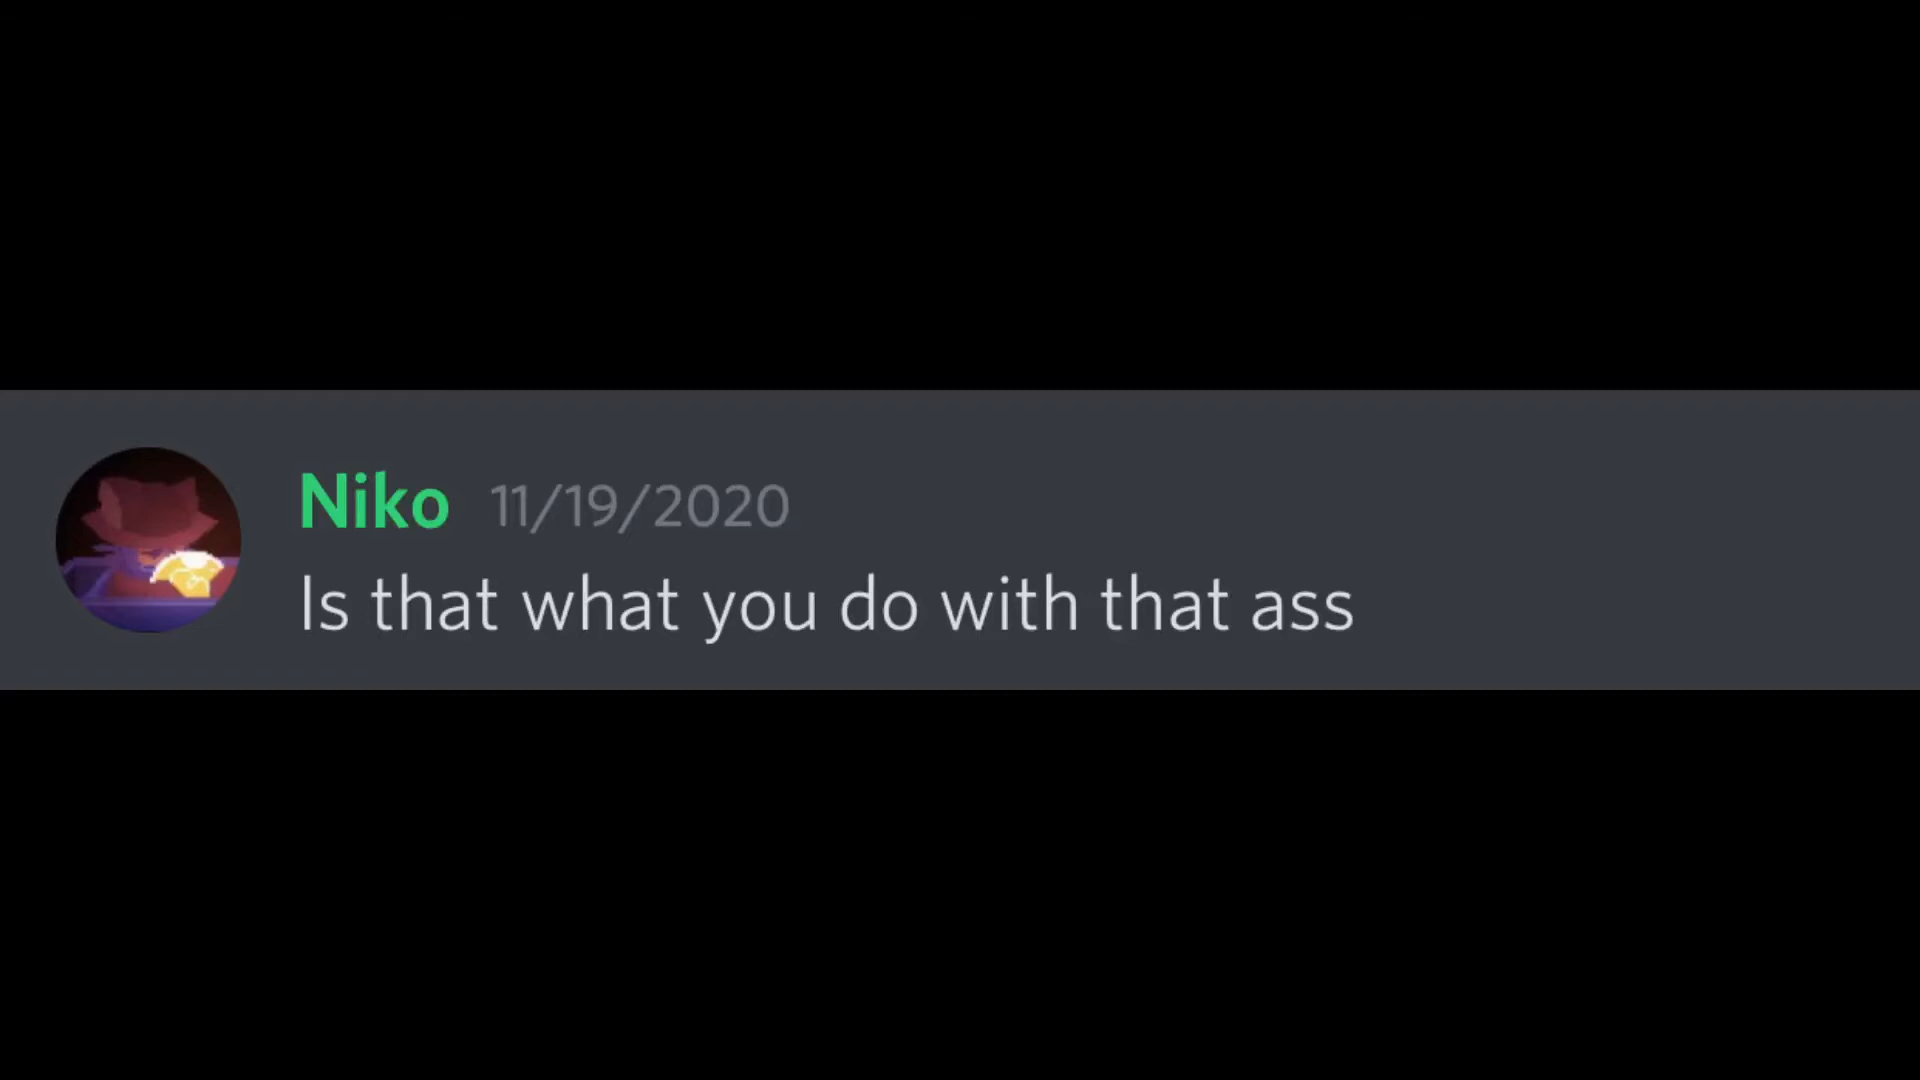 Niko 11/19/2020
Is that what you do with that ass